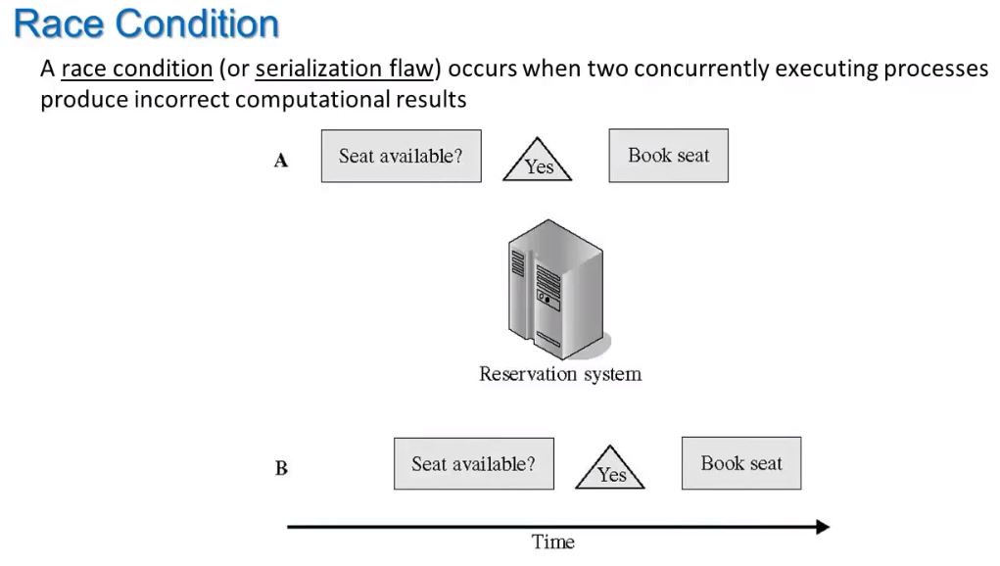 Race Condition
A race condition (or serialization flaw) occurs when two concurrently executing processes
produce incorrect computational results
A
Seat available?
Yes
Book seat
Reservation system
B
Seat available?
Yes
Book seat
Time